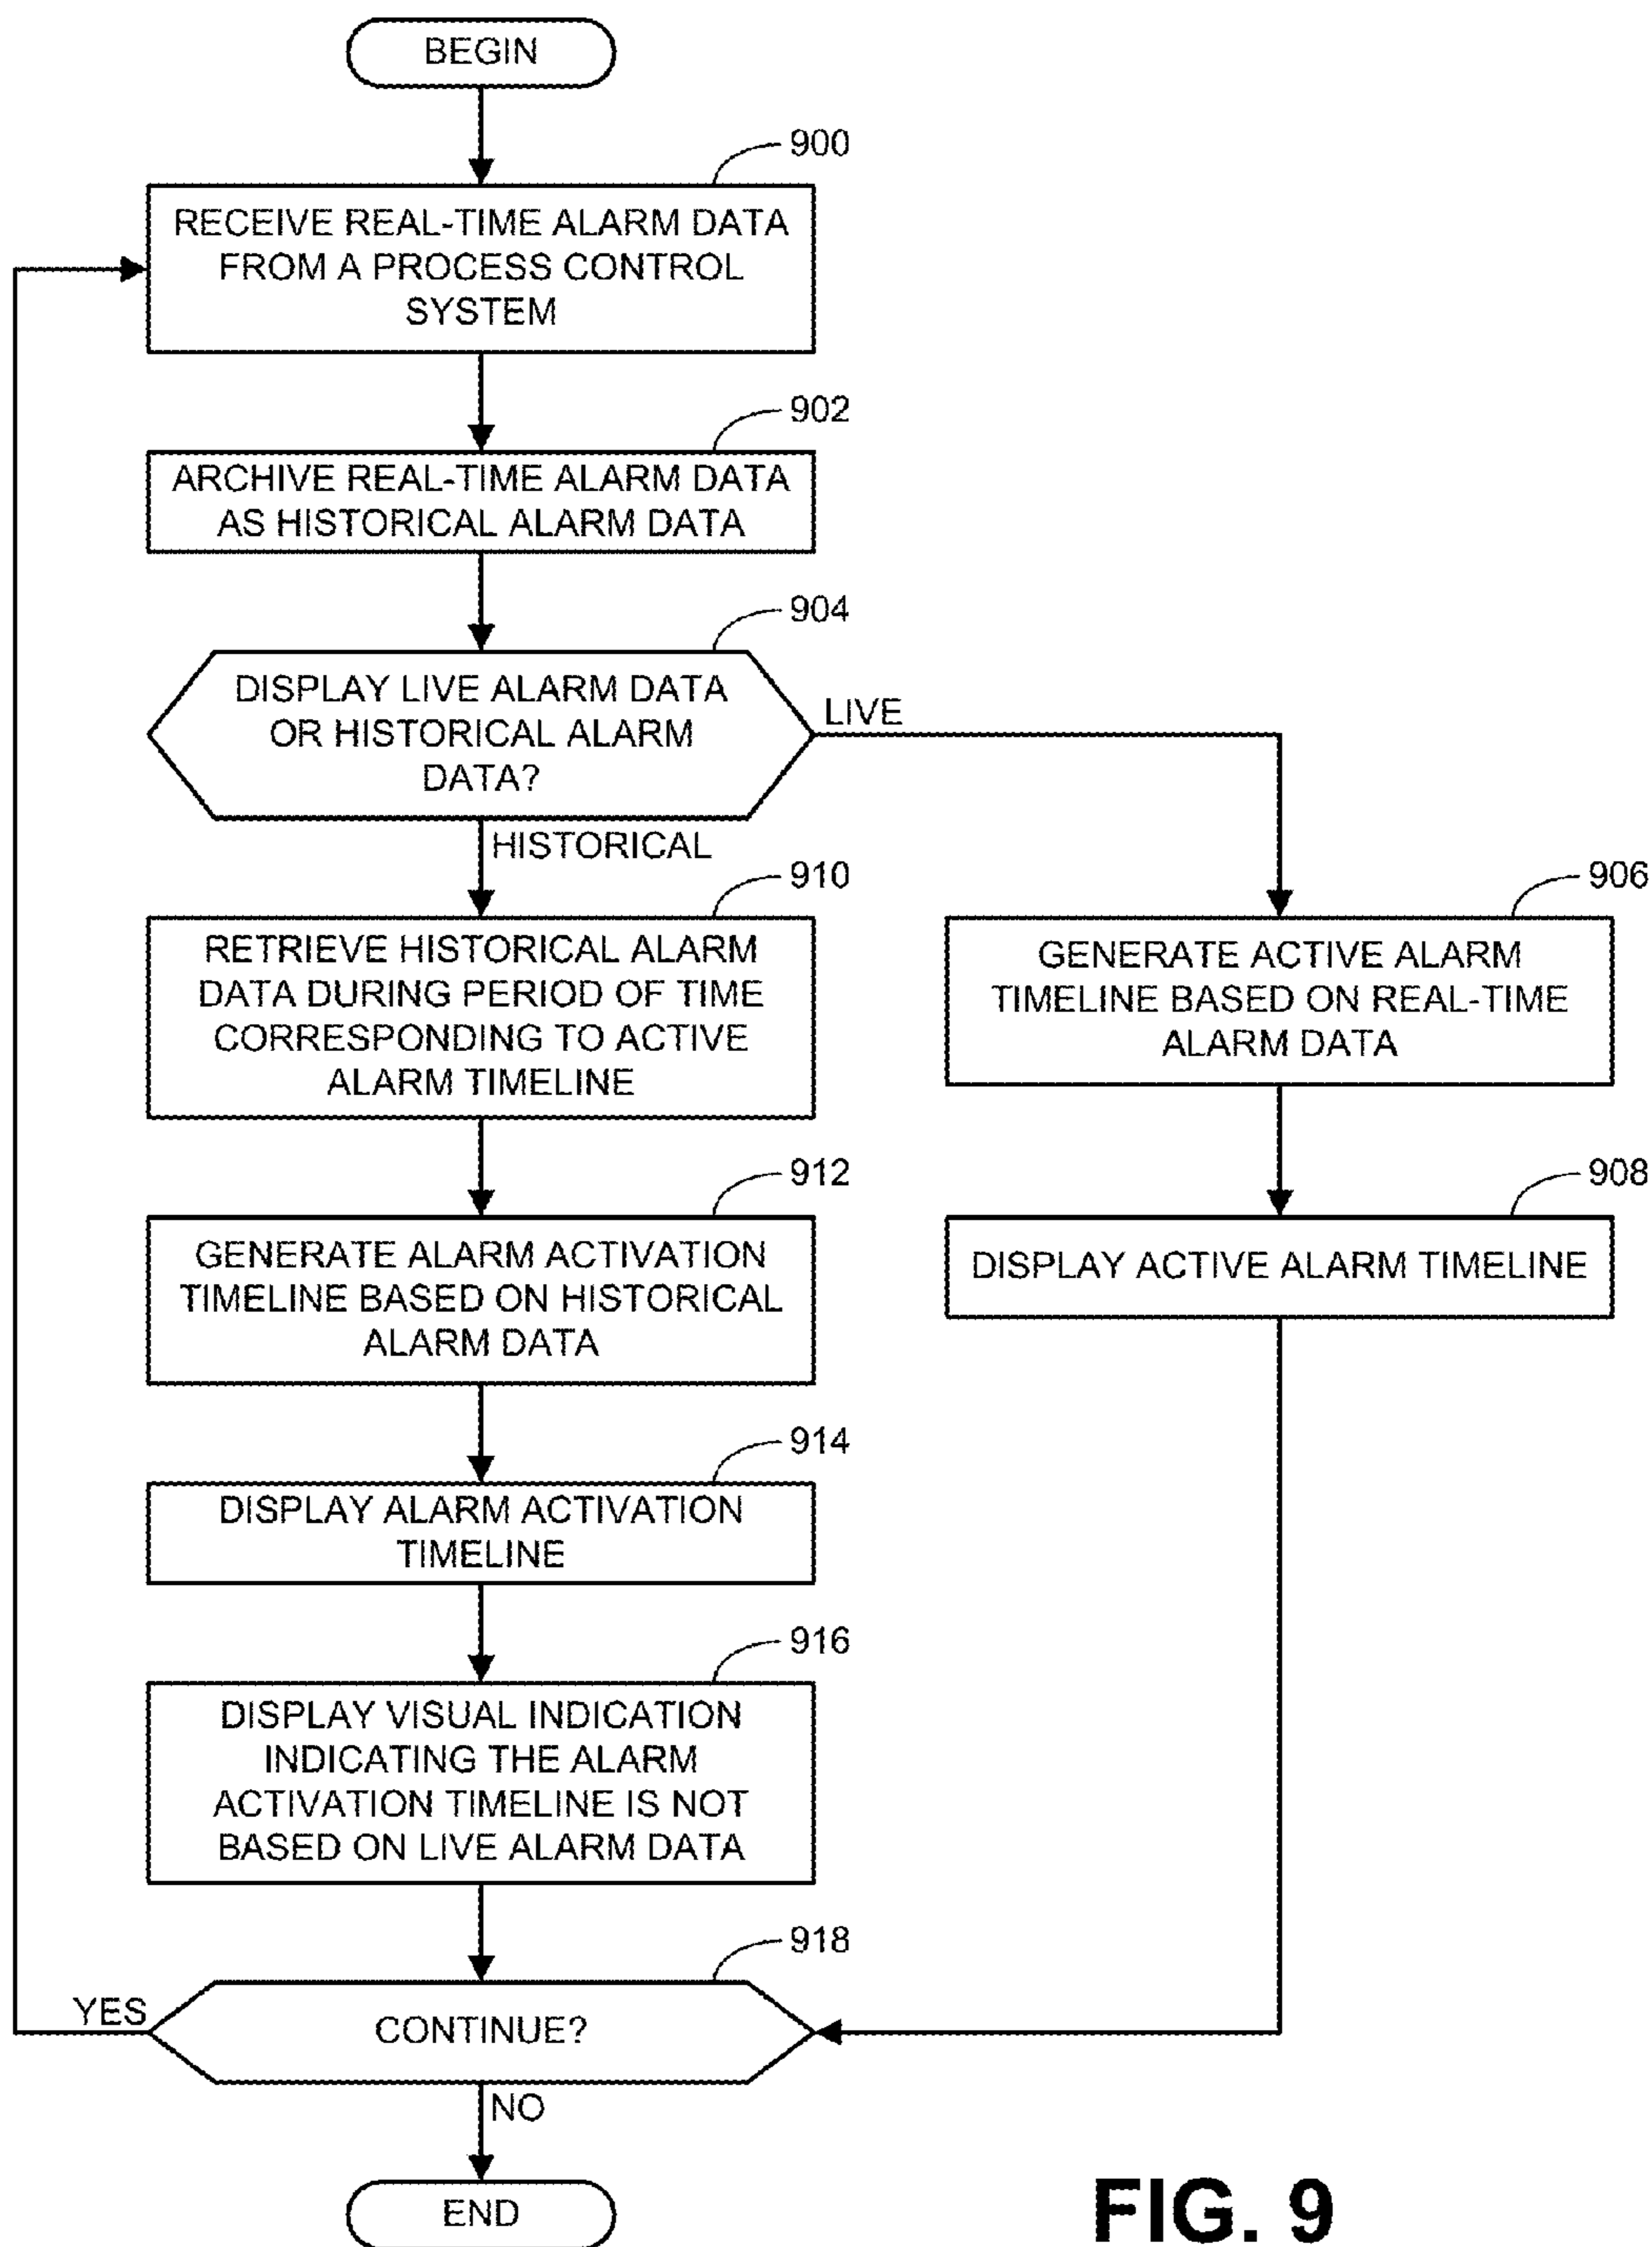 BEGIN
900
RECEIVE REAL-TIME ALARM DATA
FROM A PROCESS CONTROL
SYSTEM
902
ARCHIVE REAL-TIME ALARM DATA
AS HISTORICAL ALARM DATA
904
DISPLAY LIVE ALARM DATA
OR HISTORICAL ALARM
DATA?
LIVE
HISTORICAL
910
RETRIEVE HISTORICAL ALARM
DATA DURING PERIOD OF TIME
CORRESPONDING TO ACTIVE
ALARM TIMELINE
906
GENERATE ACTIVE ALARM
TIMELINE BASED ON REAL-TIME
ALARM DATA
912
GENERATE ALARM ACTIVATION
TIMELINE BASED ON HISTORICAL
ALARM DATA
908
DISPLAY ACTIVE ALARM TIMELINE
914
DISPLAY ALARM ACTIVATION
TIMELINE
916
DISPLAY VISUAL INDICATION
INDICATING THE ALARM
ACTIVATION TIMELINE IS NOT
BASED ON LIVE ALARM DATA
918
YES
CONTINUE?
NO
END
FIG. 9